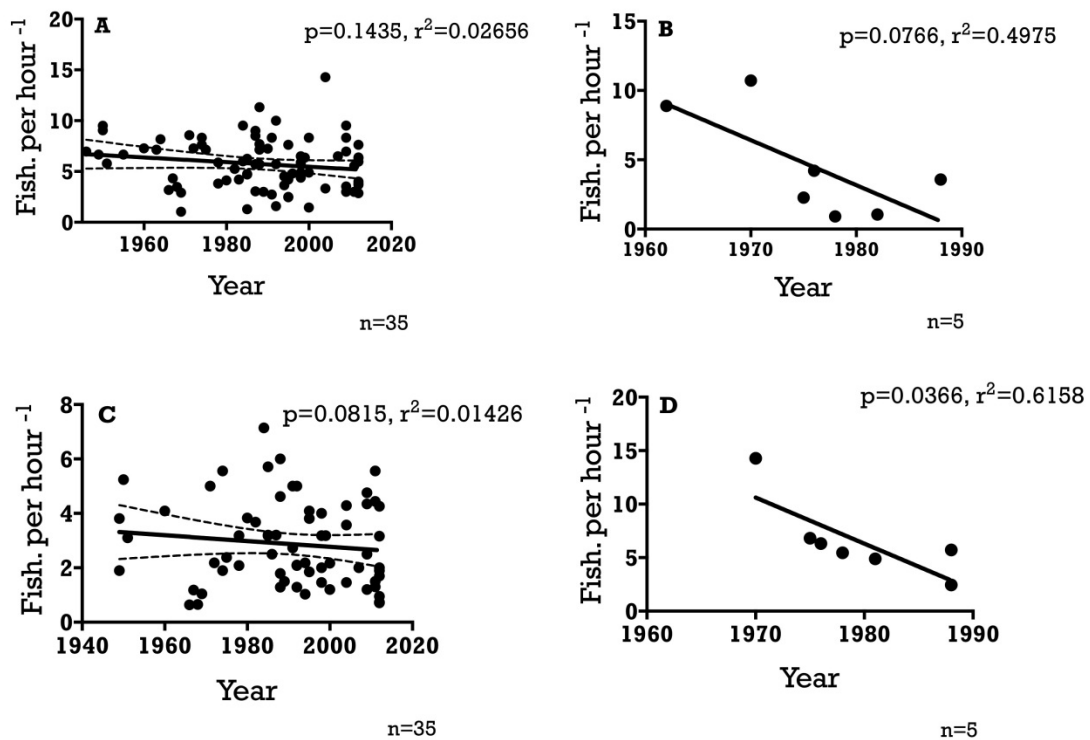 A
p=0.1435, r²=0.02656
Fish. per hour ⁻¹
20
15
10
5
0
1960
1980
2000
2020
Year
n=35
B
p=0.0766, r²=0.4975
Fish. per hour ⁻¹
15
10
5
0
1960
1970
1980
1990
Year
n=5
C
p=0.0815, r²=0.01426
Fish. per hour ⁻¹
8
6
4
2
0
1940
1960
1980
2000
2020
Year
n=35
D
p=0.0366, r²=0.6158
Fish. per hour ⁻¹
20
15
10
5
0
1960
1970
1980
1990
Year
n=5